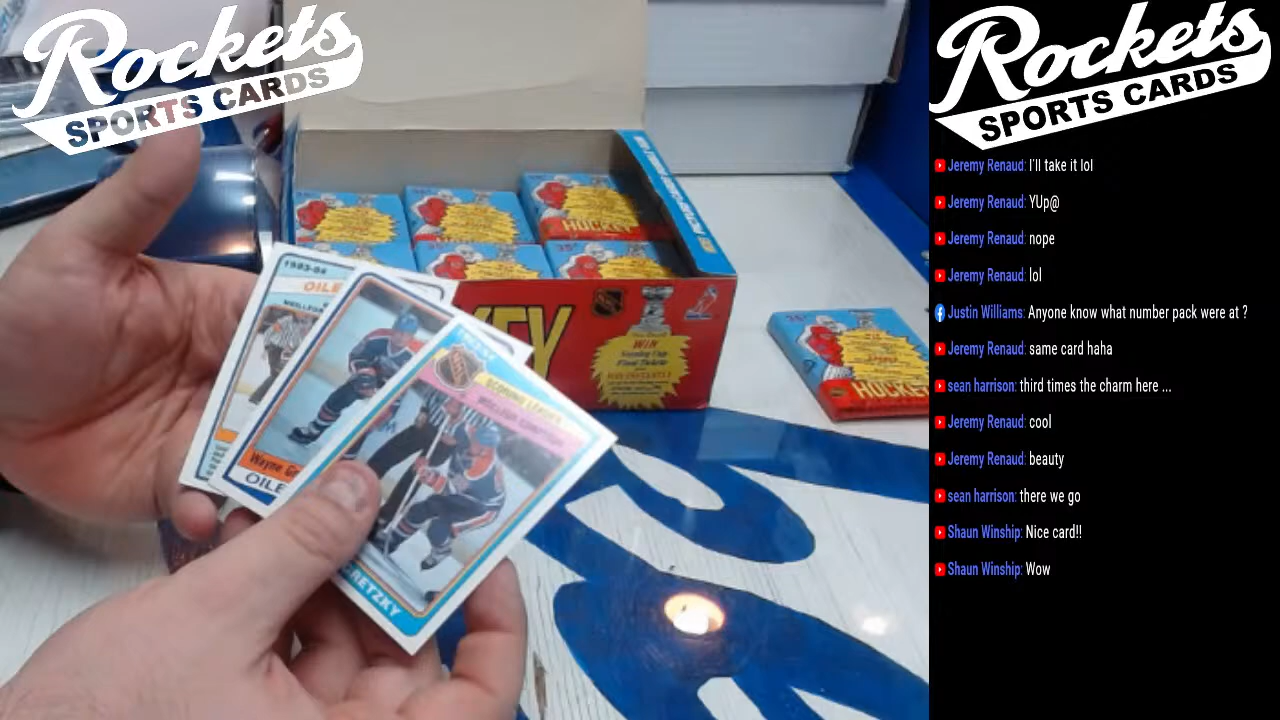 Rockets
SPORTS CARDS
Rockets
SPORTS CARDS
Jeremy Renaud: I'll take it lol
Jeremy Renaud: YUp@
Jeremy Renaud: nope
Jeremy Renaud: lol
Justin Williams: Anyone know what number pack were at ?
Jeremy Renaud: same card haha
sean harrison: third times the charm here ...
Jeremy Renaud: cool
Jeremy Renaud: beauty
sean harrison: there we go
Shaun Winship: Nice card!!
Shaun Winship: Wow
HOCKEY
1983-84
OILE
Wayne Gr
OILE
SCORING LEADERS
RETZKY
KEY
WIN
HOCKEY